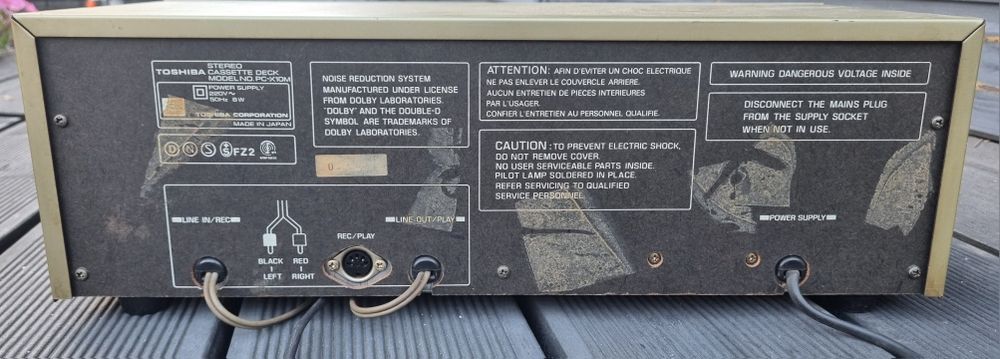 STEREO
TOSHIBA CASSETTE DECK
MODEL NO. PC-X10M
POWER SUPPLY
220V~
50Hz 8W
TOSHIBA CORPORATION
MADE IN JAPAN
D N S FZ2
NOISE REDUCTION SYSTEM
MANUFACTURED UNDER LICENSE
FROM DOLBY LABORATORIES.
"DOLBY" AND THE DOUBLE-D
SYMBOL ARE TRADEMARKS OF
DOLBY LABORATORIES.
0
ATTENTION: AFIN D'EVITER UN CHOC ELECTRIQUE
NE PAS ENLEVER LE COUVERCLE ARRIERE.
AUCUN ENTRETIEN DE PIECES INTERIEURES
PAR L'USAGER.
CONFIER L'ENTRETIEN AU PERSONNEL QUALIFIE.
CAUTION: TO PREVENT ELECTRIC SHOCK,
DO NOT REMOVE COVER.
NO USER SERVICEABLE PARTS INSIDE.
PILOT LAMP SOLDERED IN PLACE.
REFER SERVICING TO QUALIFIED
SERVICE PERSONNEL.
WARNING DANGEROUS VOLTAGE INSIDE
DISCONNECT THE MAINS PLUG
FROM THE SUPPLY SOCKET
WHEN NOT IN USE.
LINE IN/REC
BLACK RED
LEFT RIGHT
REC/PLAY
LINE OUT/PLAY
POWER SUPPLY